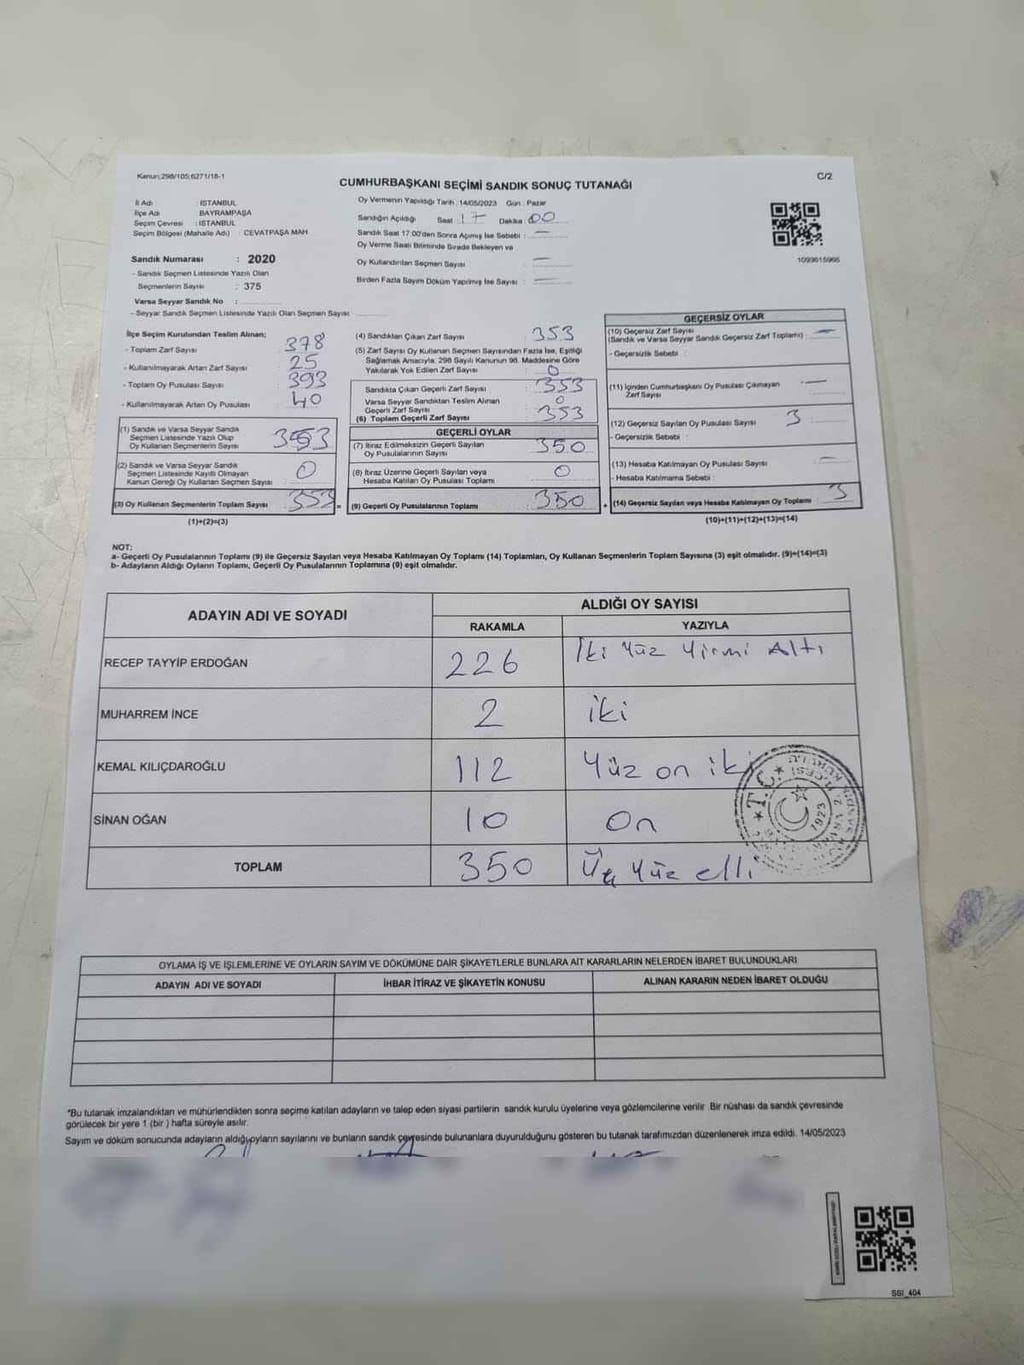 Kanun;298/105;6271/18-1
CUMHURBAŞKANI SEÇİMİ SANDIK SONUÇ TUTANAĞI
C/2
İl Adı : İSTANBUL
İlçe Adı BAYRAMPAŞA
Seçim Çevresi : İSTANBUL
Seçim Bölgesi (Mahalle Adı) : CEVATPAŞA MAH.
Oy Vermenin Yapıldığı Tarih : 14/05/2023 Gün : Pazar
Sandığın Açıldığı Saat : 17 Dakika : 00
Sandık Saat 17:00'den Sonra Açımış İse Sebebi : —
Oy Verme Saati Bitiminde Sırada Bekleyen ve
Oy Kullandırılan Seçmen Sayısı —
Birden Fazla Sayım Döküm Yapılmış İse Sayısı : —
1093615966
Sandık Numarası : 2020
- Sandık Seçmen Listesinde Yazılı Olan
Seçmenlerin Sayısı : 375
Varsa Seyyar Sandık No :
- Seyyar Sandık Seçmen Listesinde Yazılı Olan Seçmen Sayısı
İlçe Seçim Kurulundan Teslim Alınan;
- Toplam Zarf Sayısı 378
- Kullanılmayarak Artan Zarf Sayısı 25
- Toplam Oy Pusulası Sayısı 393
- Kullanılmayarak Artan Oy Pusulası 40
(1) Sandık ve Varsa Seyyar Sandık
Seçmen Listesinde Yazılı Olup
Oy Kullanan Seçmenlerin Sayısı 353
(2) Sandık ve Varsa Seyyar Sandık
Seçmen Listesinde Kayıtlı Olmayan
Kanun Gereği Oy Kullanan Seçmen Sayısı : 0
(3) Oy Kullanan Seçmenlerin Toplam Sayısı 353 =
(1)+(2)=(3)
(4) Sandıktan Çıkan Zarf Sayısı 353
(5) Zarf Sayısı Oy Kullanan Seçmen Sayısından Fazla İse, Eşitliği
Sağlamak Amacıyla, 298 Sayılı Kanunun 98. Maddesine Göre
Yakılarak Yok Edilen Zarf Sayısı : 0
Sandıkta Çıkan Geçerli Zarf Sayısı : 353
Varsa Seyyar Sandıktan Teslim Alınan
Geçerli Zarf Sayısı 0
(6) Toplam Geçerli Zarf Sayısı 353
GEÇERLİ OYLAR
(7) İtiraz Edilmeksizin Geçerli Sayılan
Oy Pusulalarının Sayısı 350
(8) İtiraz Üzerine Geçerli Sayılan veya
Hesaba Katılan Oy Pusulası Toplamı 0
(9) Geçerli Oy Pusulalarının Toplamı 350 +
GEÇERSİZ OYLAR
(10) Geçersiz Zarf Sayısı —
(Sandık ve Varsa Seyyar Sandık Geçersiz Zarf Toplamı) :
- Geçersizlik Sebebi :
(11) İçinden Cumhurbaşkanı Oy Pusulası Çıkmayan : —
Zarf Sayısı
(12) Geçersiz Sayılan Oy Pusulası Sayısı 3
- Geçersizlik Sebebi :
(13) Hesaba Katılmayan Oy Pusulası Sayısı —
- Hesaba Katılmama Sebebi :
(14) Geçersiz Sayılan veya Hesaba Katılmayan Oy Toplamı 3
(10)+(11)+(12)+(13)=(14)
NOT:
a- Geçerli Oy Pusulalarının Toplamı (9) ile Geçersiz Sayılan veya Hesaba Katılmayan Oy Toplamı (14) Toplamları, Oy Kullanan Seçmenlerin Toplam Sayısına (3) eşit olmalıdır. (9)+(14)=(3)
b- Adayların Aldığı Oyların Toplamı, Geçerli Oy Pusulalarının Toplamına (9) eşit olmalıdır.
ADAYIN ADI VE SOYADI
ALDIĞI OY SAYISI
RAKAMLA YAZIYLA
RECEP TAYYİP ERDOĞAN 226 İki Yüz Yirmi Altı
MUHARREM İNCE 2 iki
KEMAL KILIÇDAROĞLU 112 Yüz on iki
SİNAN OĞAN 10 On
TOPLAM 350 Üç Yüz elli
T.C.
1923
OYLAMA İŞ VE İŞLEMLERİNE VE OYLARIN SAYIM VE DÖKÜMÜNE DAİR ŞİKAYETLERLE BUNLARA AİT KARARLARIN NELERDEN İBARET BULUNDUKLARI
ADAYIN ADI VE SOYADI İHBAR İTİRAZ VE ŞİKAYETİN KONUSU ALINAN KARARIN NEDEN İBARET OLDUĞU
*Bu tutanak imzalandıktan ve mühürlendikten sonra seçime katılan adayların ve talep eden siyasi partilerin sandık kurulu üyelerine veya gözlemcilerine verilir. Bir nüshası da sandık çevresinde
görülecek bir yere 1 (bir ) hafta süreyle asılır.
Sayım ve döküm sonucunda adayların aldığı oyların sayılarını ve bunların sandık çevresinde bulunanlara duyurulduğunu gösteren bu tutanak tarafımızdan düzenlenerek imza edildi. 14/05/2023
SSI_404